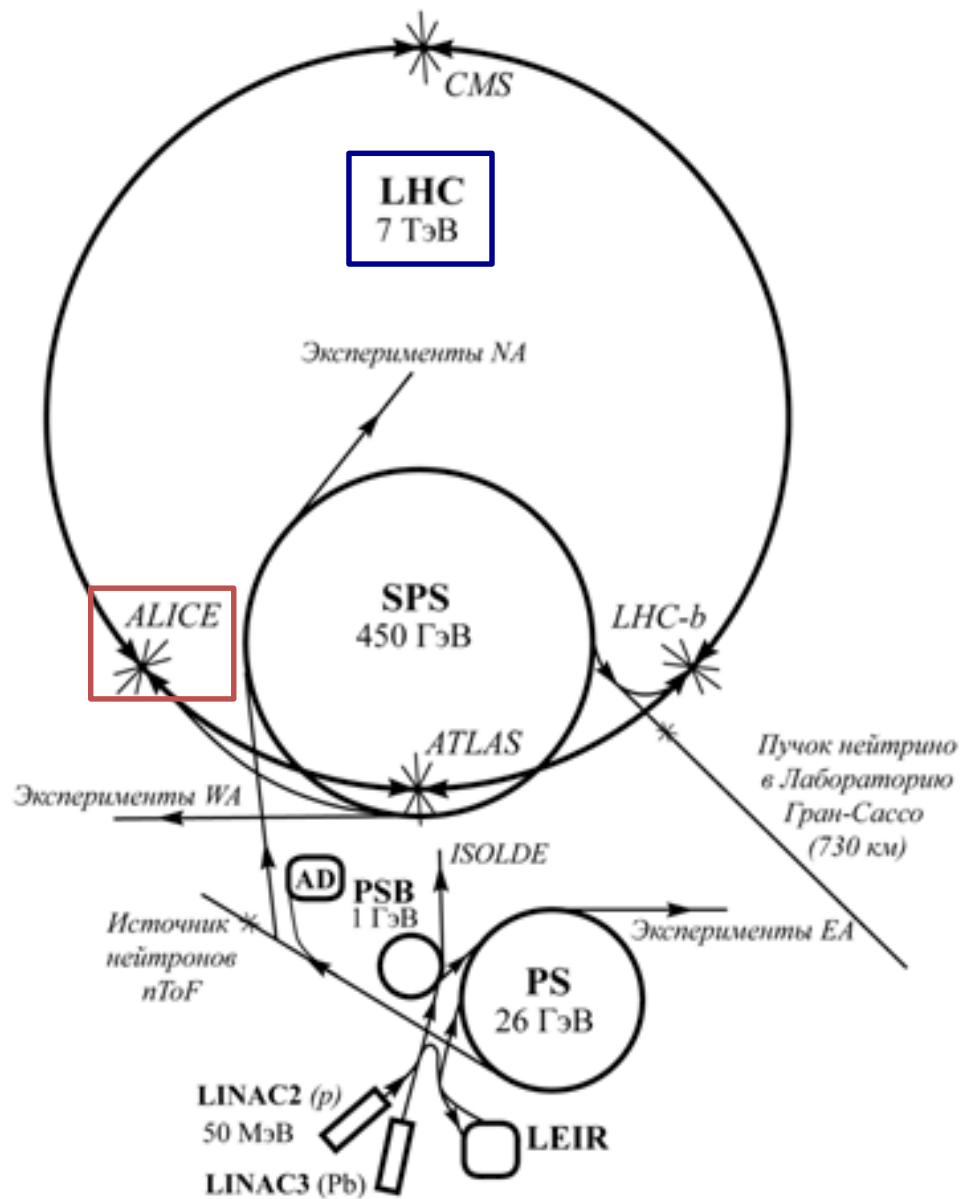 CMS
LHC
7 ТэВ
Эксперименты NA
ALICE
SPS
450 ГэВ
LHC-b
ATLAS
Пучок нейтрино
в Лабораторию
Гран-Сассо
(730 км)
Эксперименты WA
ISOLDE
AD
PSB
1 ГэВ
Источник
нейтронов
nToF
Эксперименты EA
PS
26 ГэВ
LINAC2 (p)
50 МэВ
LEIR
LINAC3 (Pb)